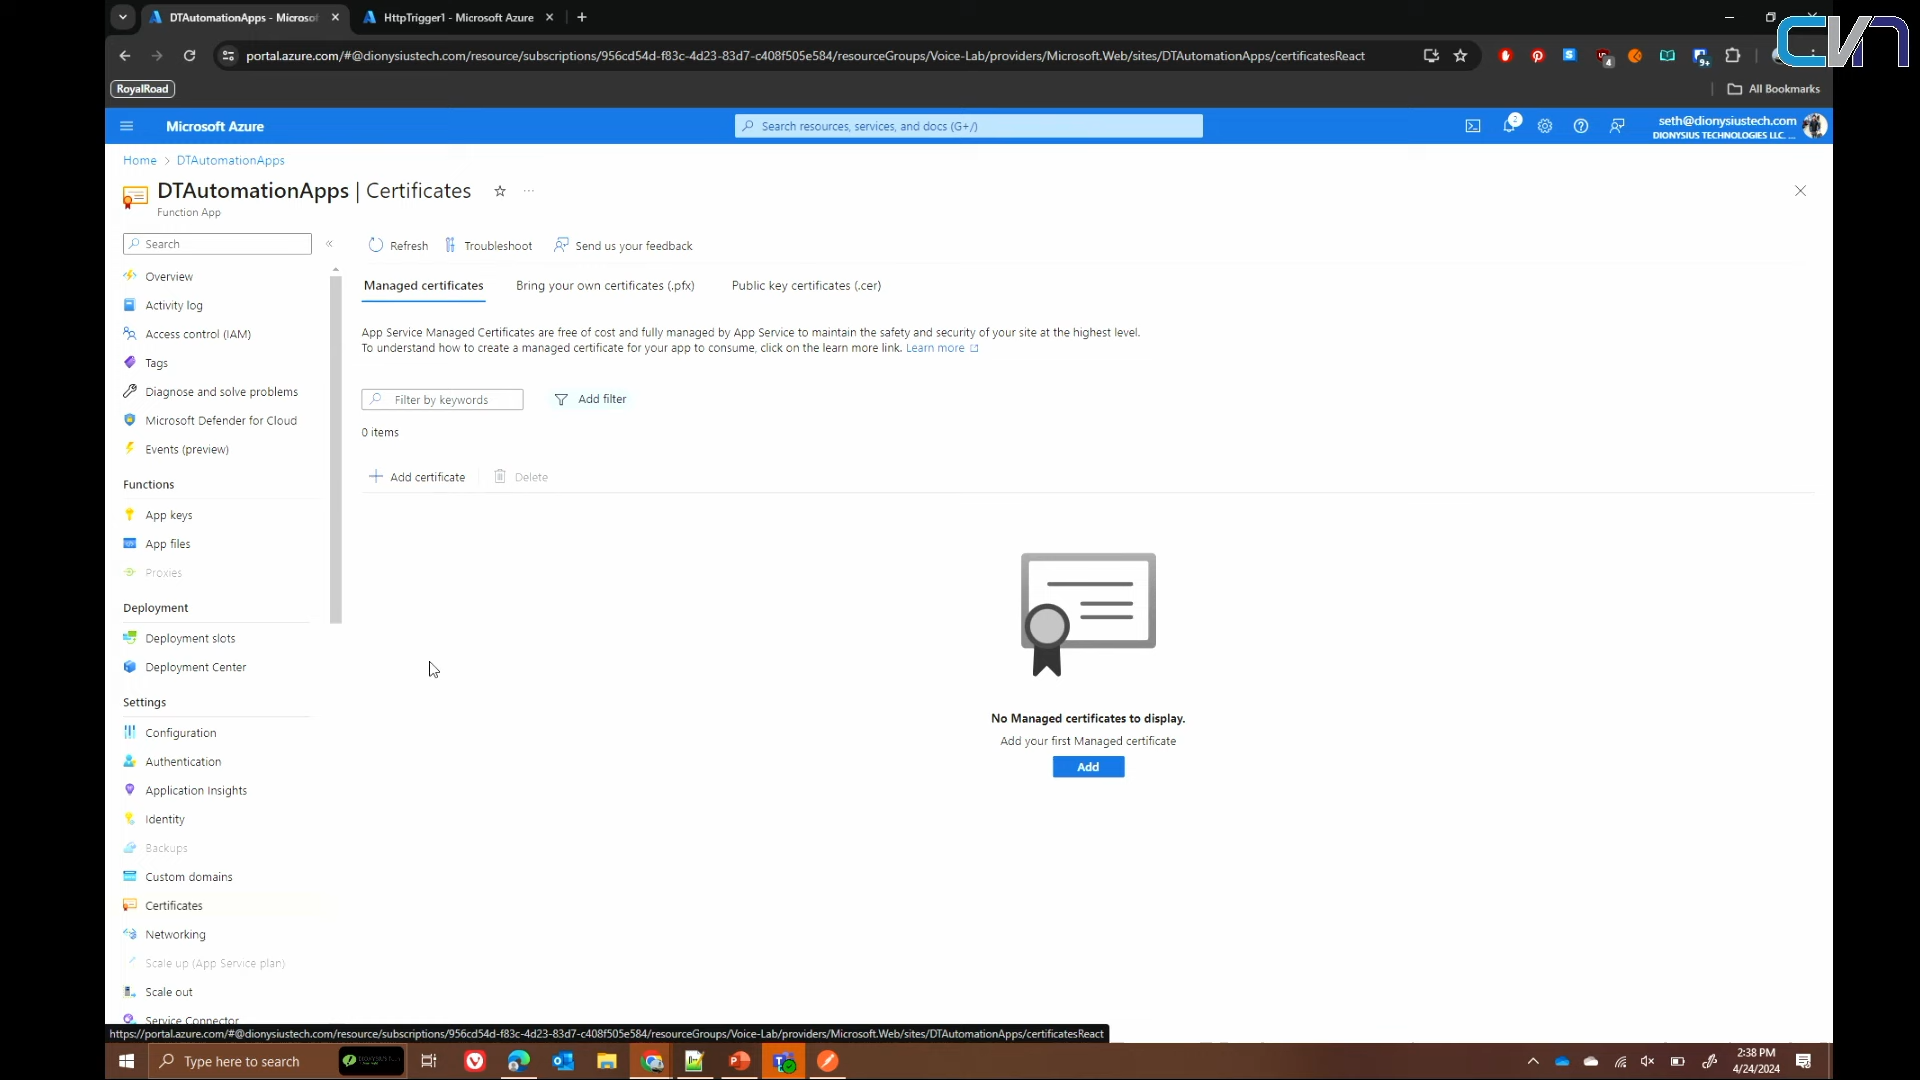 DTAutomationApps - Microsof
HttpTrigger1 - Microsoft Azure
CVN
portal.azure.com/#@dionysiustech.com/resource/subscriptions/956cd54d-f83c-4d23-83d7-c408f505e584/resourceGroups/Voice-Lab/providers/Microsoft.Web/sites/DTAutomationApps/certificatesReact
4
9+
RoyalRoad
All Bookmarks
Microsoft Azure
Search resources, services, and docs (G+/)
2
seth@dionysiustech.com
DIONYSIUS TECHNOLOGIES LLC. ...
Home > DTAutomationApps
DTAutomationApps | Certificates
Function App
Search
Refresh
Troubleshoot
Send us your feedback
Overview
Activity log
Access control (IAM)
Tags
Diagnose and solve problems
Microsoft Defender for Cloud
Events (preview)
Functions
App keys
App files
Proxies
Deployment
Deployment slots
Deployment Center
Settings
Configuration
Authentication
Application Insights
Identity
Backups
Custom domains
Certificates
Networking
Scale up (App Service plan)
Scale out
Service Connector
Managed certificates
Bring your own certificates (.pfx)
Public key certificates (.cer)
App Service Managed Certificates are free of cost and fully managed by App Service to maintain the safety and security of your site at the highest level.
To understand how to create a managed certificate for your app to consume, click on the learn more link. Learn more
Filter by keywords
Add filter
0 items
Add certificate
Delete
No Managed certificates to display.
Add your first Managed certificate
Add
https://portal.azure.com/#@dionysiustech.com/resource/subscriptions/956cd54d-f83c-4d23-83d7-c408f505e584/resourceGroups/Voice-Lab/providers/Microsoft.Web/sites/DTAutomationApps/certificatesReact
Type here to search
2:38 PM
4/24/2024